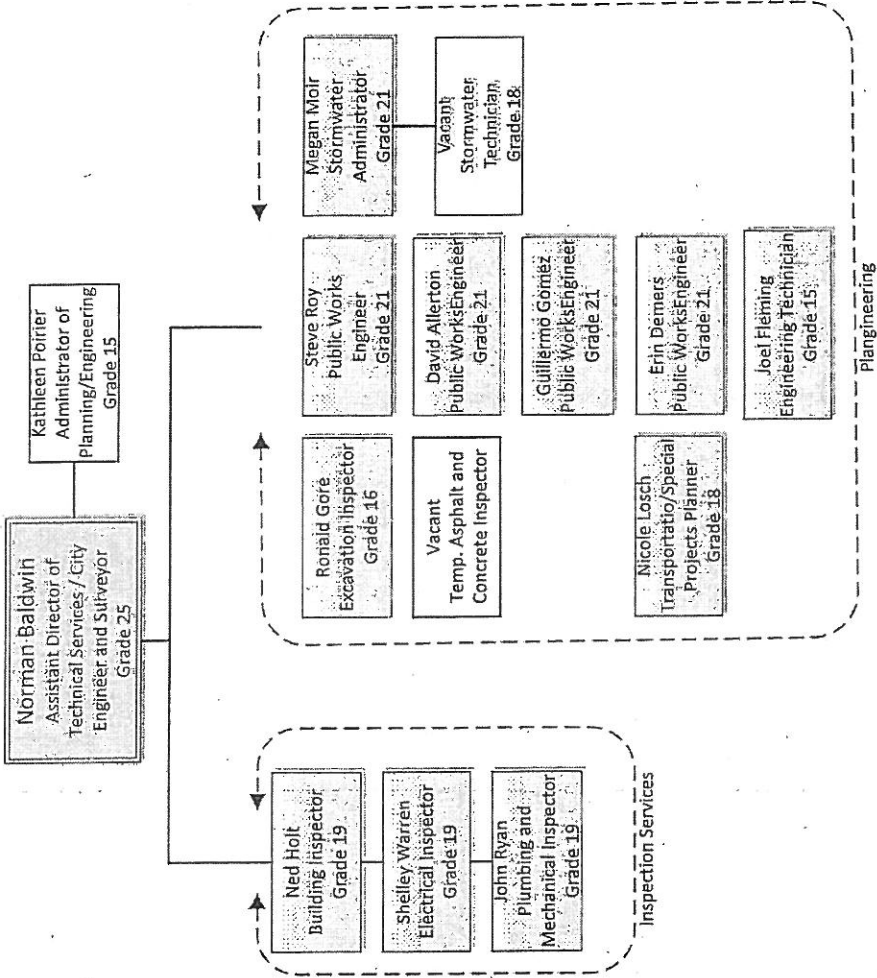 Norman Baldwin
Assistant Director of
Technical Services / City
Engineer and Surveyor
Grade 25
Kathleen Poirier
Administrator of
Planning/Engineering
Grade 15
Ned Holt
Building Inspector
Grade 19
Shelley Warren
Electrical Inspector
Grade 19
John Ryan
Plumbing and
Mechanical Inspector
Grade 19
Inspection Services
Ronald Gore
Excavation Inspector
Grade 16
Vacant
Temp. Asphalt and
Concrete Inspector
Nicole Losch
Transportatio/Special
Projects Planner
Grade 18
Steve Roy
Public Works
Engineer
Grade 21
David Allerton
Public WorksEngineer
Grade 21
Guillermo Gomez
Public WorksEngineer
Grade 21
Erin Demers
Public WorksEngineer
Grade 21
Joel Fleming
Engineering Technician
Grade 15
Megan Moir
Stormwater
Administrator
Grade 21
Vacant
Stormwater
Technician,
Grade 18
Plangineering